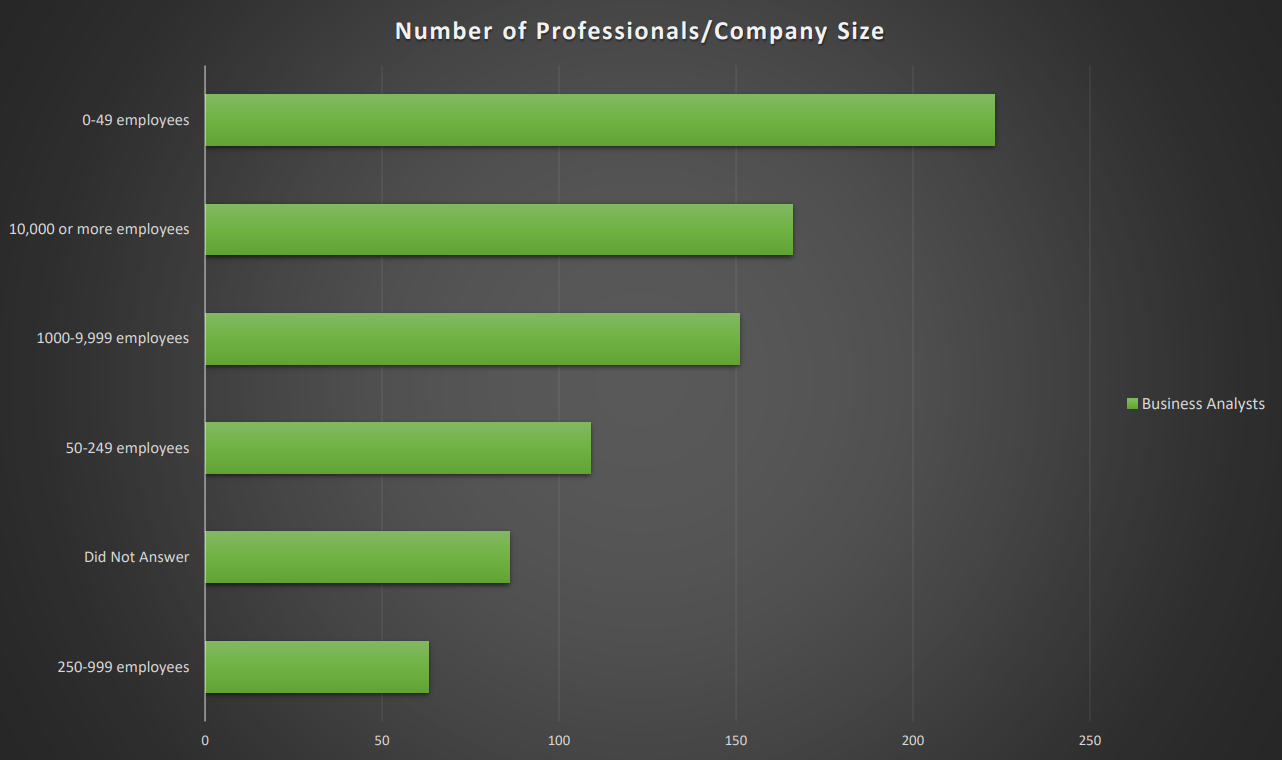 Number of Professionals/Company Size
0-49 employees
10,000 or more employees
1000-9,999 employees
50-249 employees
Did Not Answer
250-999 employees
0 50 100 150 200 250
Business Analysts